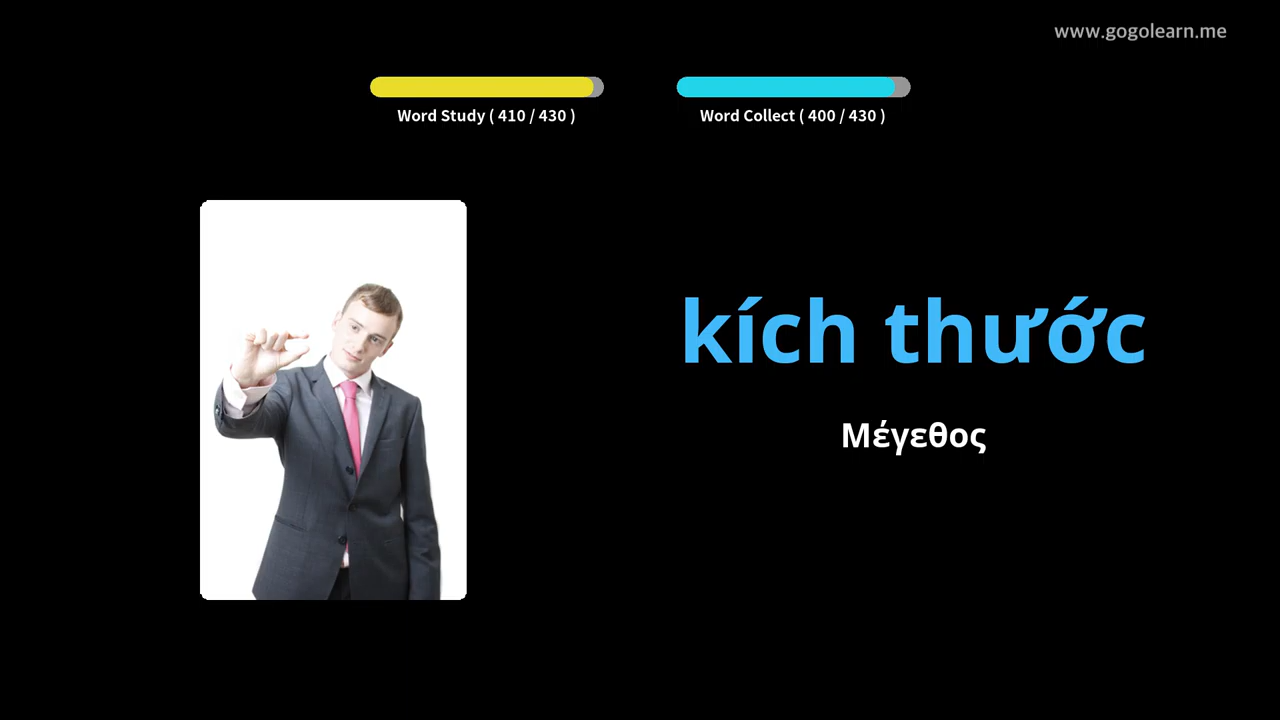 www.gogolearn.me
Word Study ( 410 / 430 )
Word Collect ( 400 / 430 )
kích thước
Μέγεθος